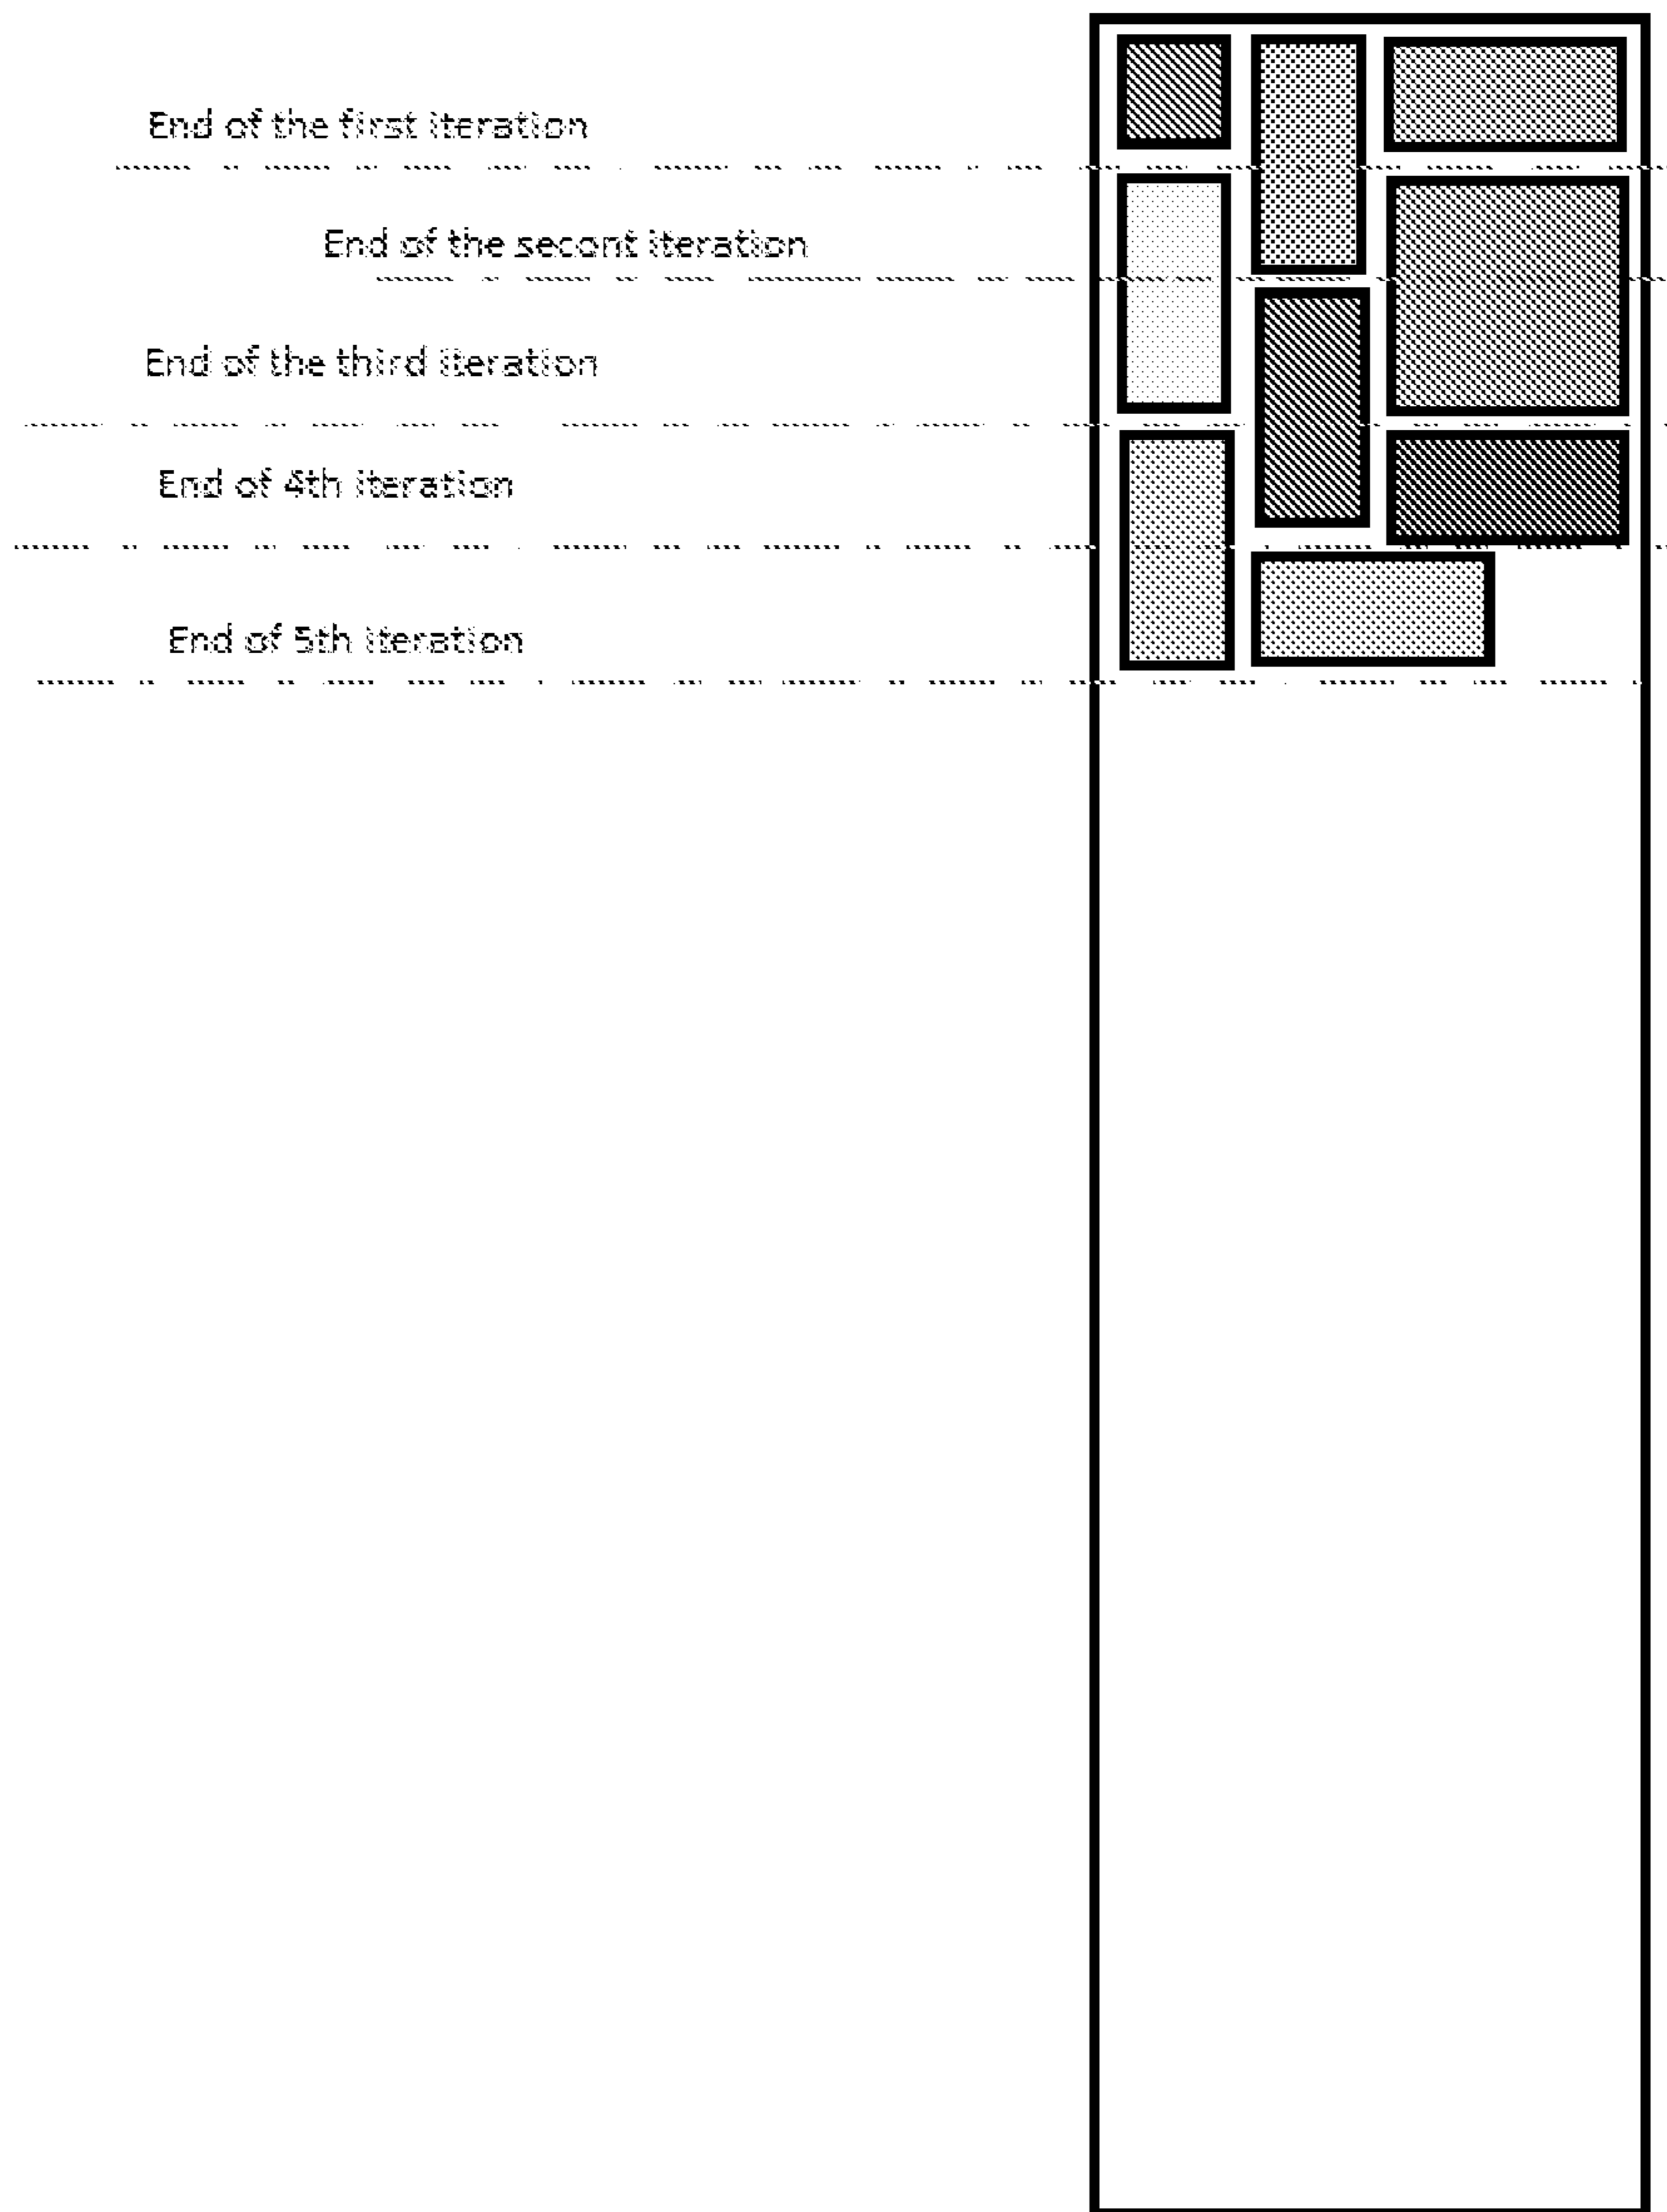 End of the first iteration
End of the secont iteration
End of the third iteration
End of 4th iteration
End of 5th iteration